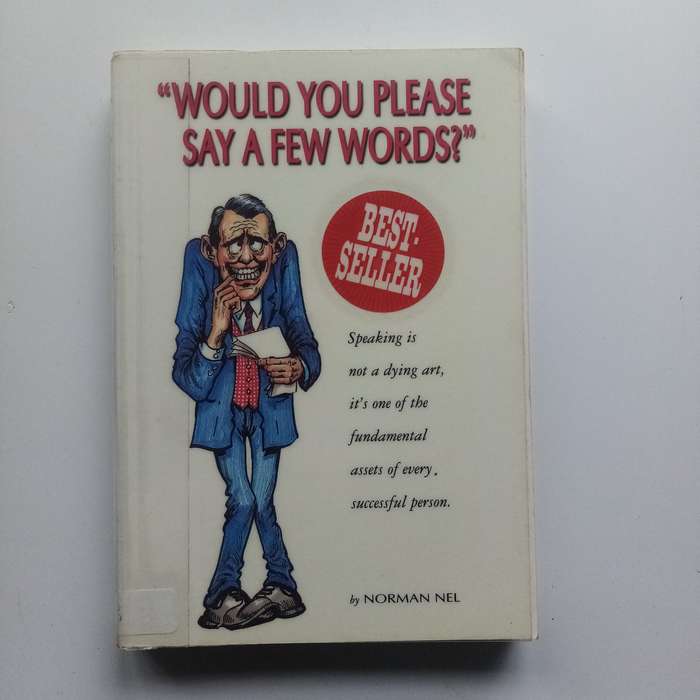 “WOULD YOU PLEASE
SAY A FEW WORDS?”
BEST-
SELLER
Speaking is
not a dying art,
it's one of the
fundamental
assets of every
successful person.
by NORMAN NEL